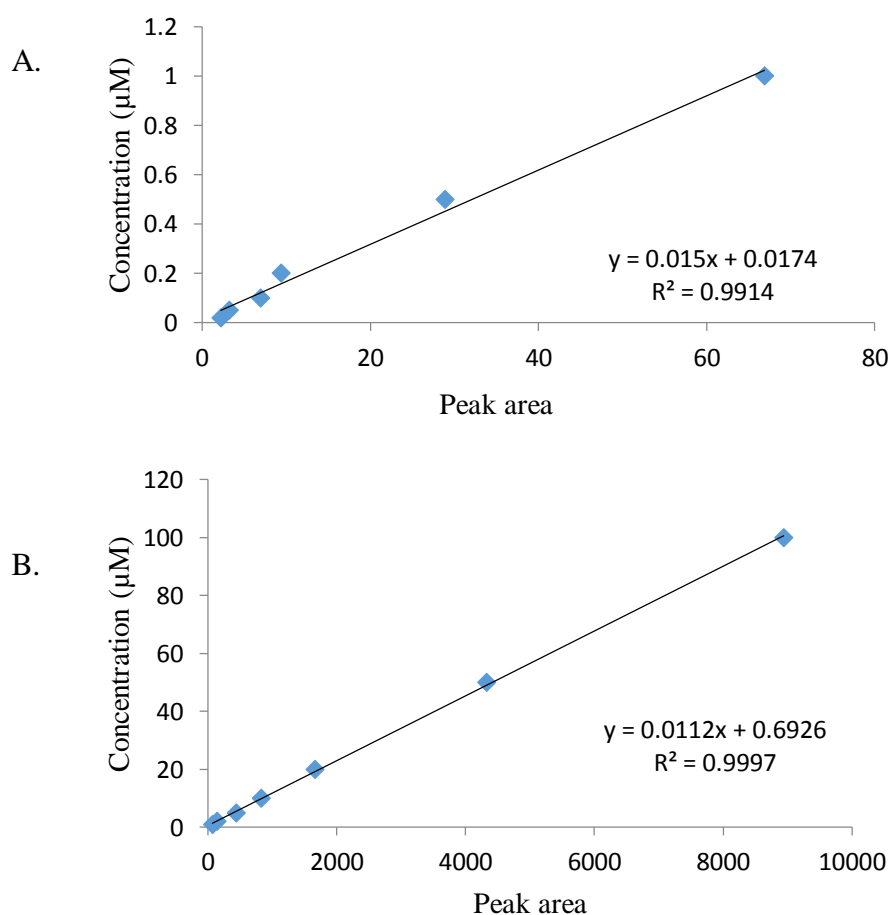 A.
Concentration (µM)
1.2
1
0.8
0.6
0.4
0.2
0
0 20 40 60 80
y = 0.015x + 0.0174
R² = 0.9914
Peak area
B.
Concentration (µM)
120
100
80
60
40
20
0
0 2000 4000 6000 8000 10000
y = 0.0112x + 0.6926
R² = 0.9997
Peak area